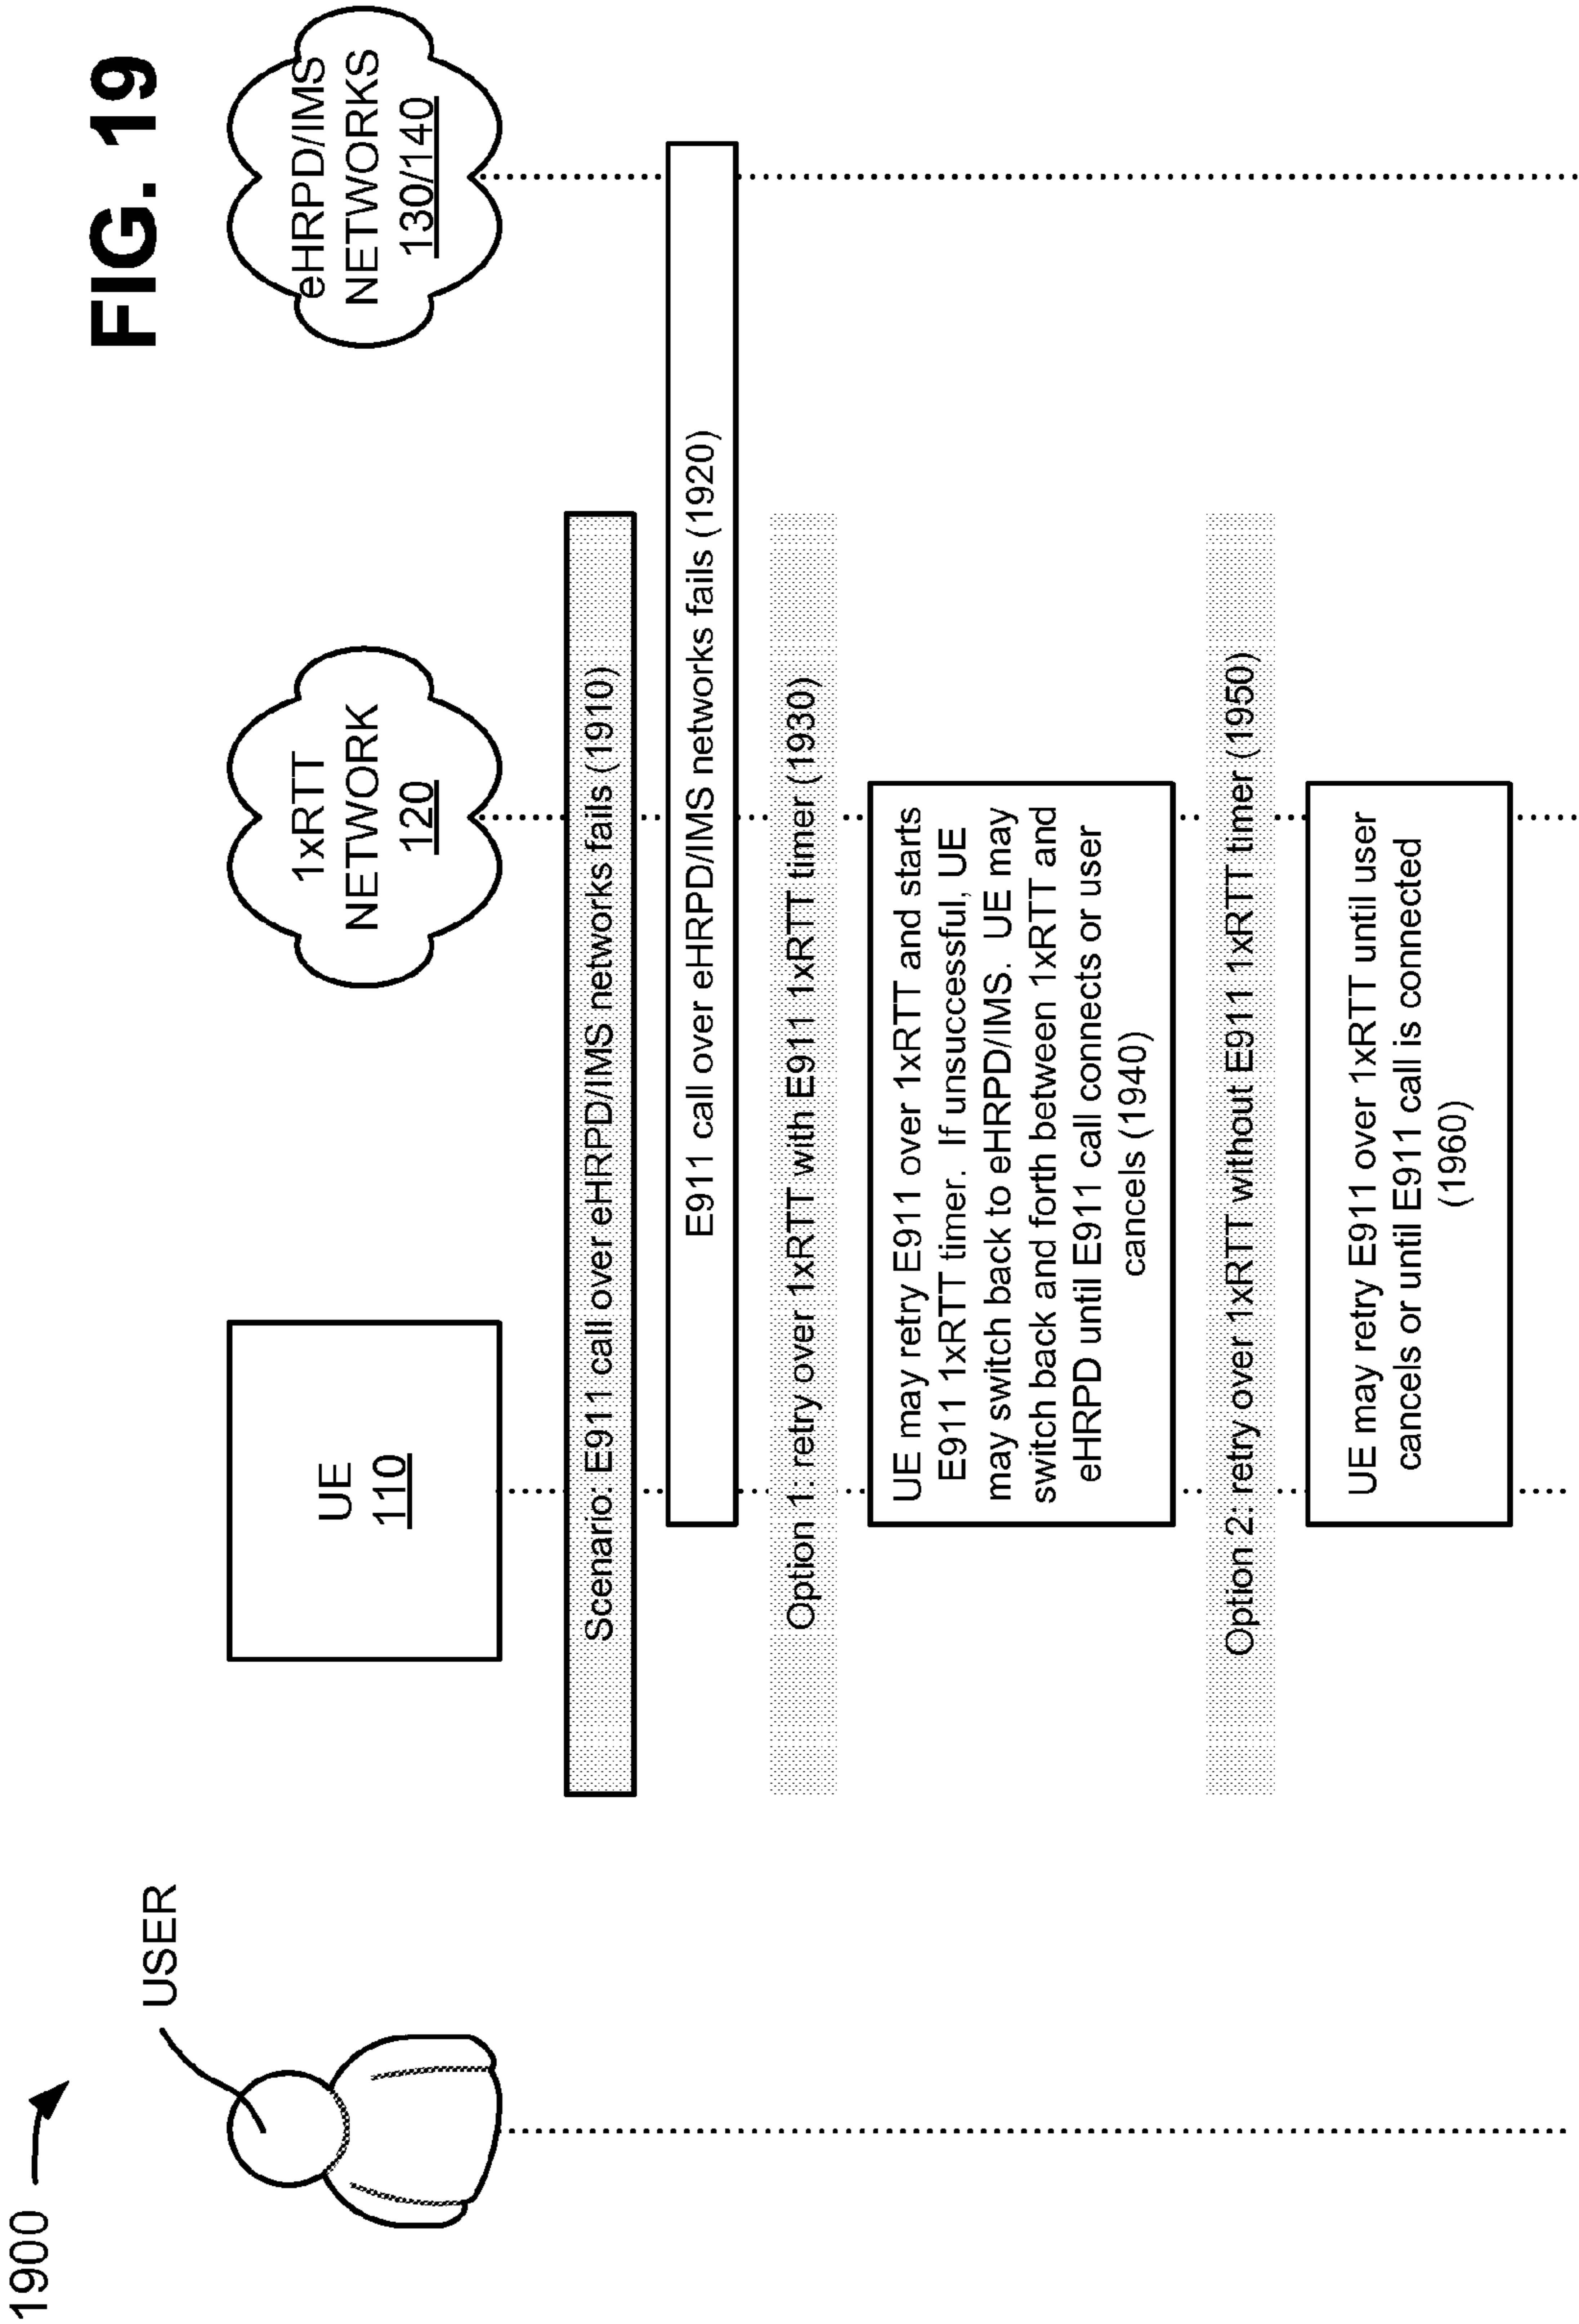 1900
FIG. 19
USER
UE
110
1xRTT
NETWORK
120
eHRPD/IMS
NETWORKS
130/140
Scenario: E911 call over eHRPD/IMS networks fails (1910)
E911 call over eHRPD/IMS networks fails (1920)
Option 1: retry over 1xRTT with E911 1xRTT timer (1930)
UE may retry E911 over 1xRTT and starts
E911 1xRTT timer. If unsuccessful, UE
may switch back to eHRPD/IMS. UE may
switch back and forth between 1xRTT and
eHRPD until E911 call connects or user
cancels (1940)
Option 2: retry over 1xRTT without E911 1xRTT timer (1950)
UE may retry E911 over 1xRTT until user
cancels or until E911 call is connected
(1960)